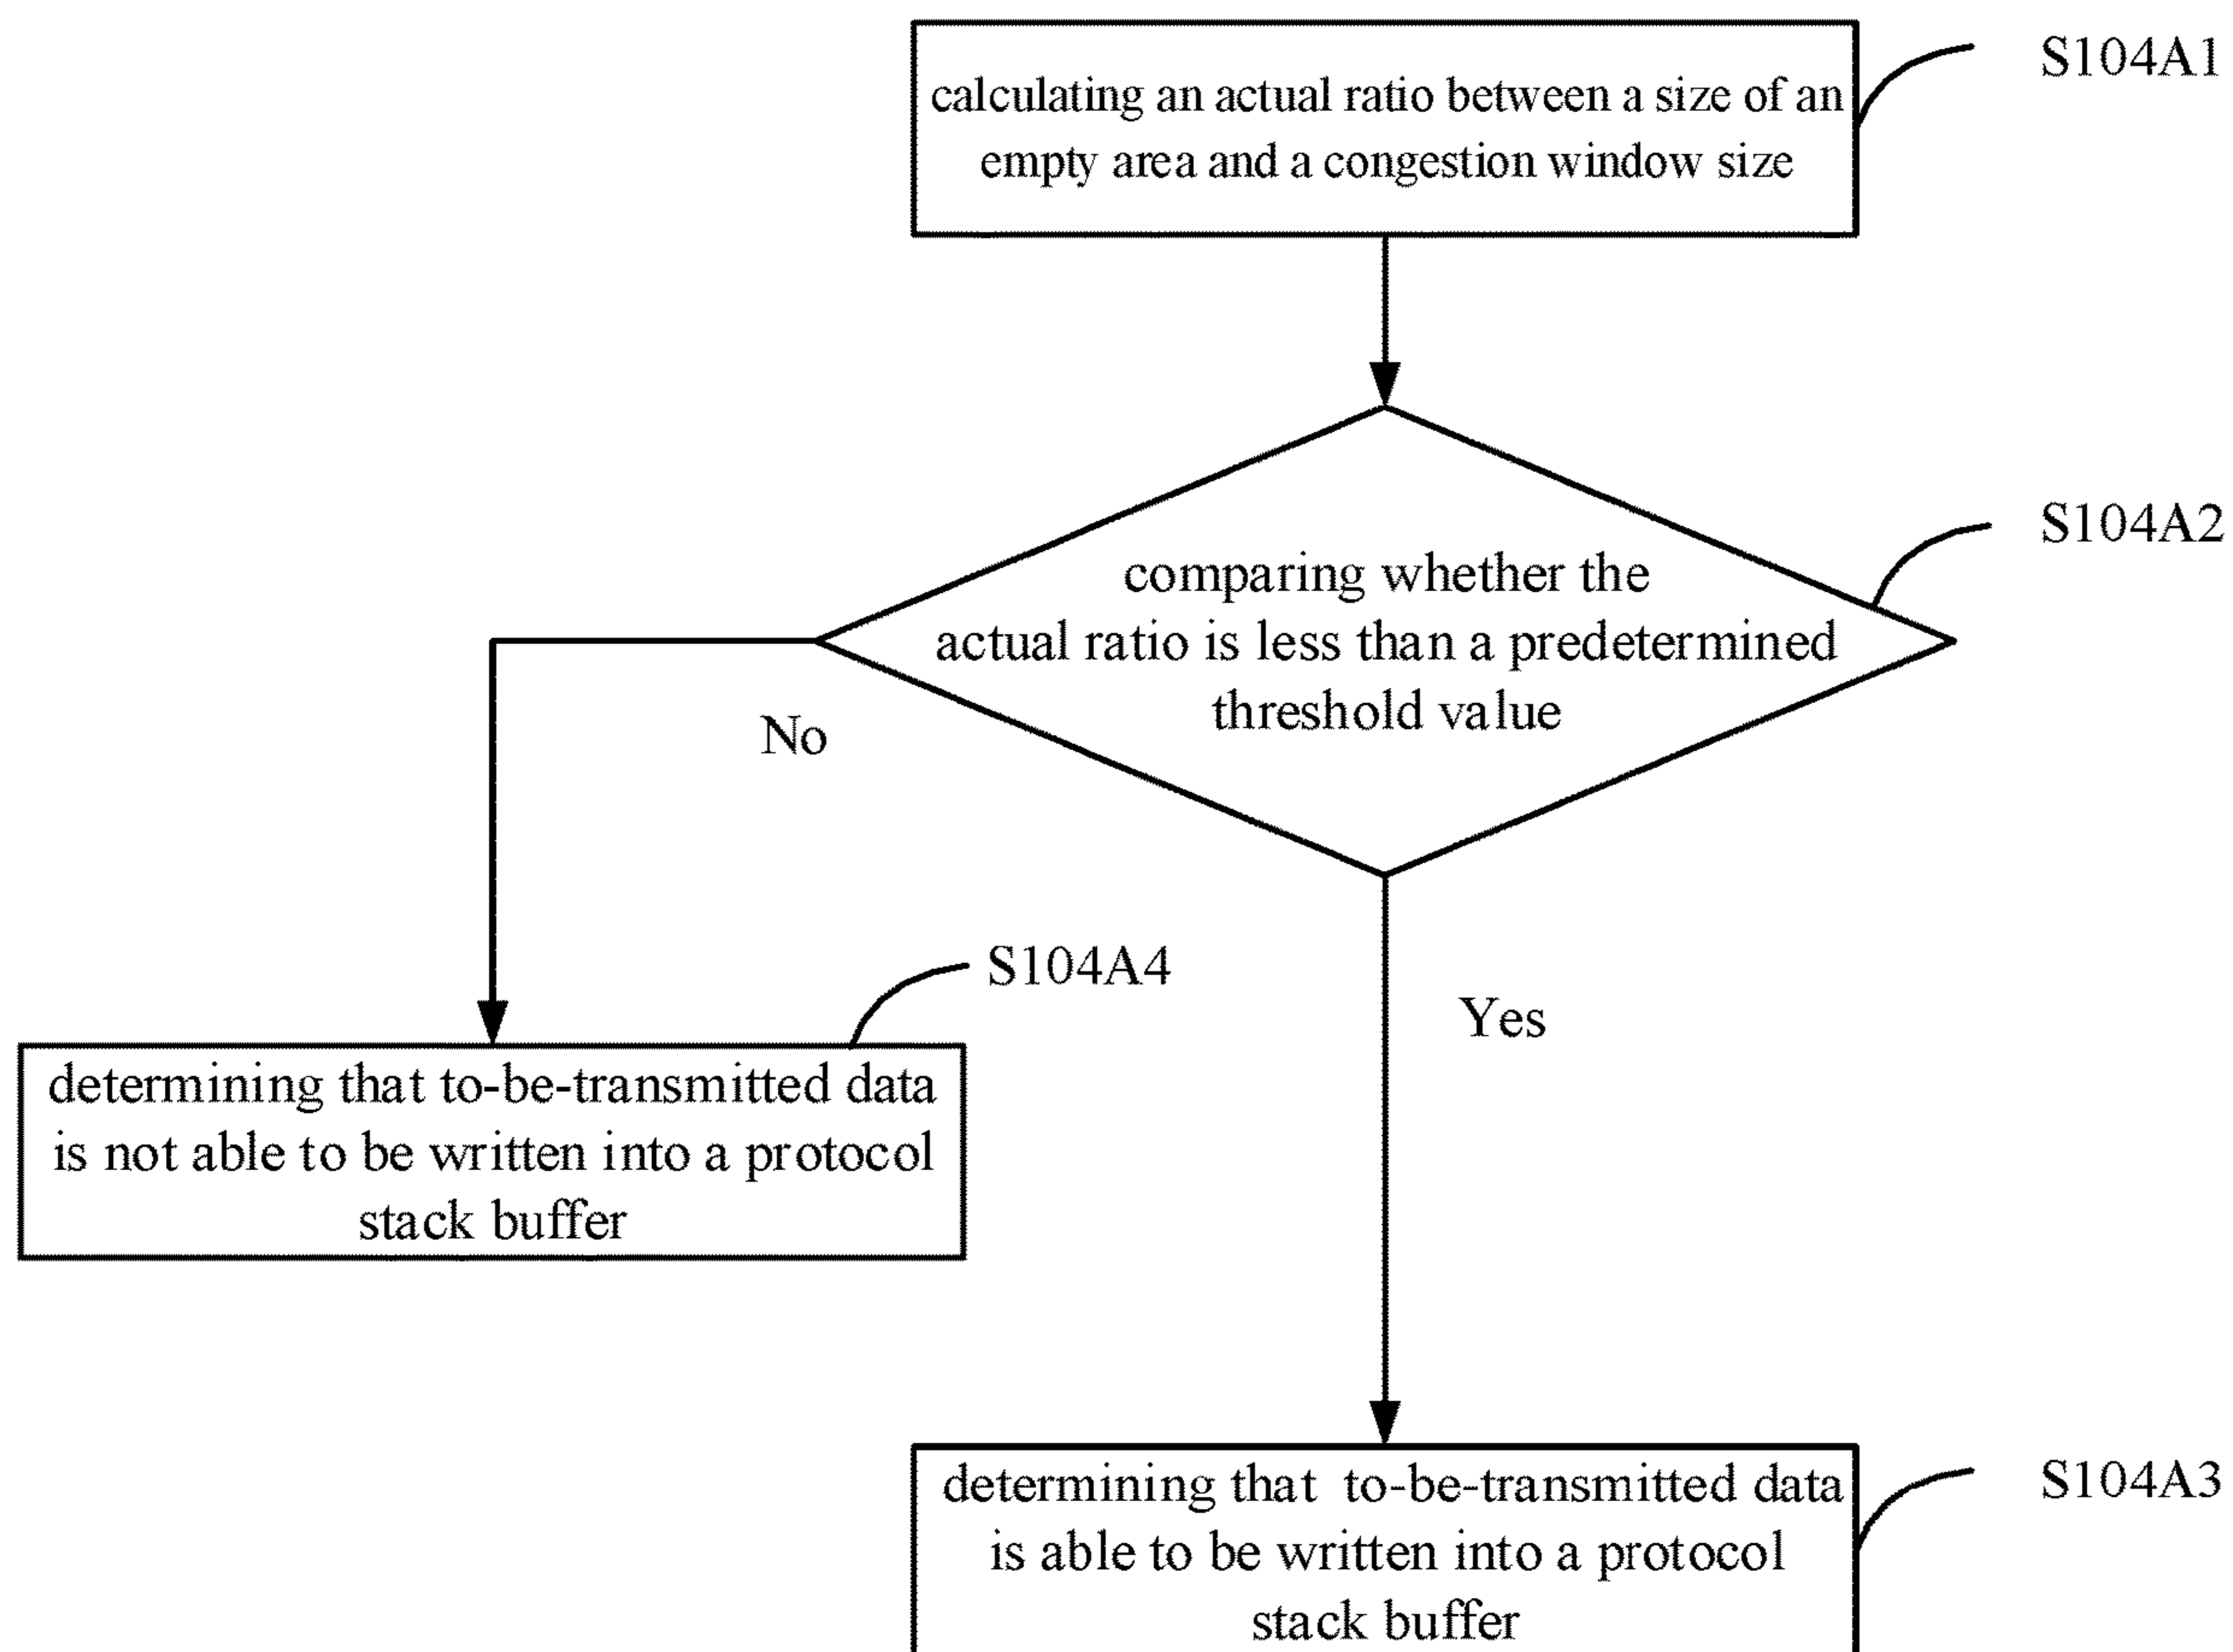 calculating an actual ratio between a size of an
empty area and a congestion window size
S104A1
comparing whether the
actual ratio is less than a predetermined
threshold value
S104A2
No
Yes
S104A4
determining that to-be-transmitted data
is not able to be written into a protocol
stack buffer
determining that to-be-transmitted data
is able to be written into a protocol
stack buffer
S104A3